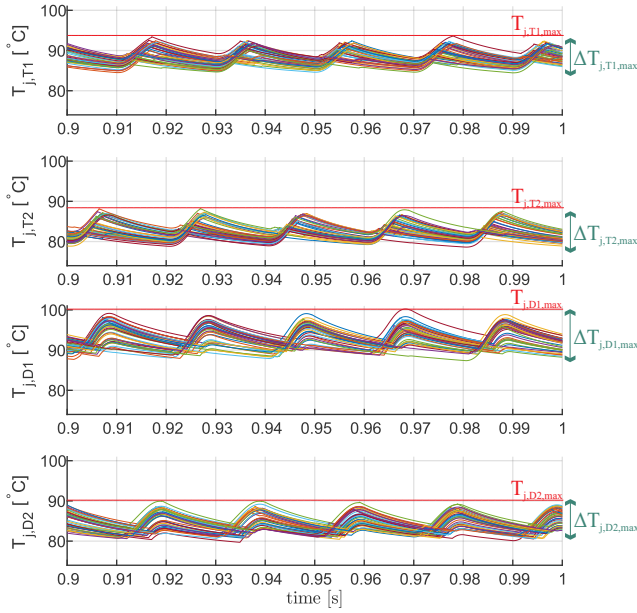 100
90
80
T_j,T1 [°C]
T_j,T1,max
ΔT_j,T1,max
0.9 0.91 0.92 0.93 0.94 0.95 0.96 0.97 0.98 0.99 1
100
90
80
T_j,T2 [°C]
T_j,T2,max
ΔT_j,T2,max
0.9 0.91 0.92 0.93 0.94 0.95 0.96 0.97 0.98 0.99 1
100
90
80
T_j,D1 [°C]
T_j,D1,max
ΔT_j,D1,max
0.9 0.91 0.92 0.93 0.94 0.95 0.96 0.97 0.98 0.99 1
100
90
80
T_j,D2 [°C]
T_j,D2,max
ΔT_j,D2,max
0.9 0.91 0.92 0.93 0.94 0.95 0.96 0.97 0.98 0.99 1
time [s]